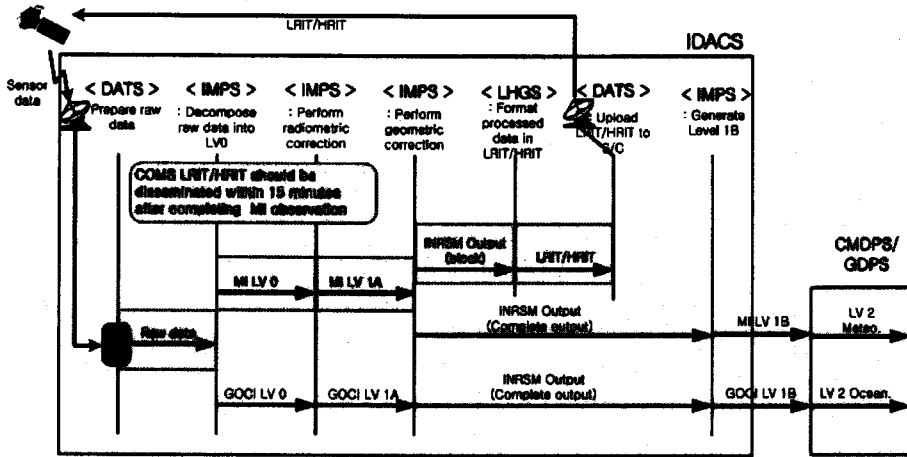 LRIT/HRIT
IDACS
Sensor
data
< DATS >
Prepare raw
data
< IMPS >
: Decompose
raw data into
LV0
< IMPS >
: Perform
radiometric
correction
< IMPS >
: Perform
geometric
correction
< LHGS >
: Format
processed
data in
LRIT/HRIT
< DATS >
Upload
LRIT/HRIT to
S/C
< IMPS >
: Generate
Level 1B
COMS LRIT/HRIT should be
disseminated within 15 minutes
after completing MI observation
INRSM Output
(block)
LRIT/HRIT
CMDPS/
GDPS
MI LV 0
MI LV 1A
Raw data
INRSM Output
(Complete output)
MI LV 1B
LV 2
Meteo.
GOCI LV 0
GOCI LV 1A
INRSM Output
(Complete output)
GOCI LV 1B
LV 2 Ocean.